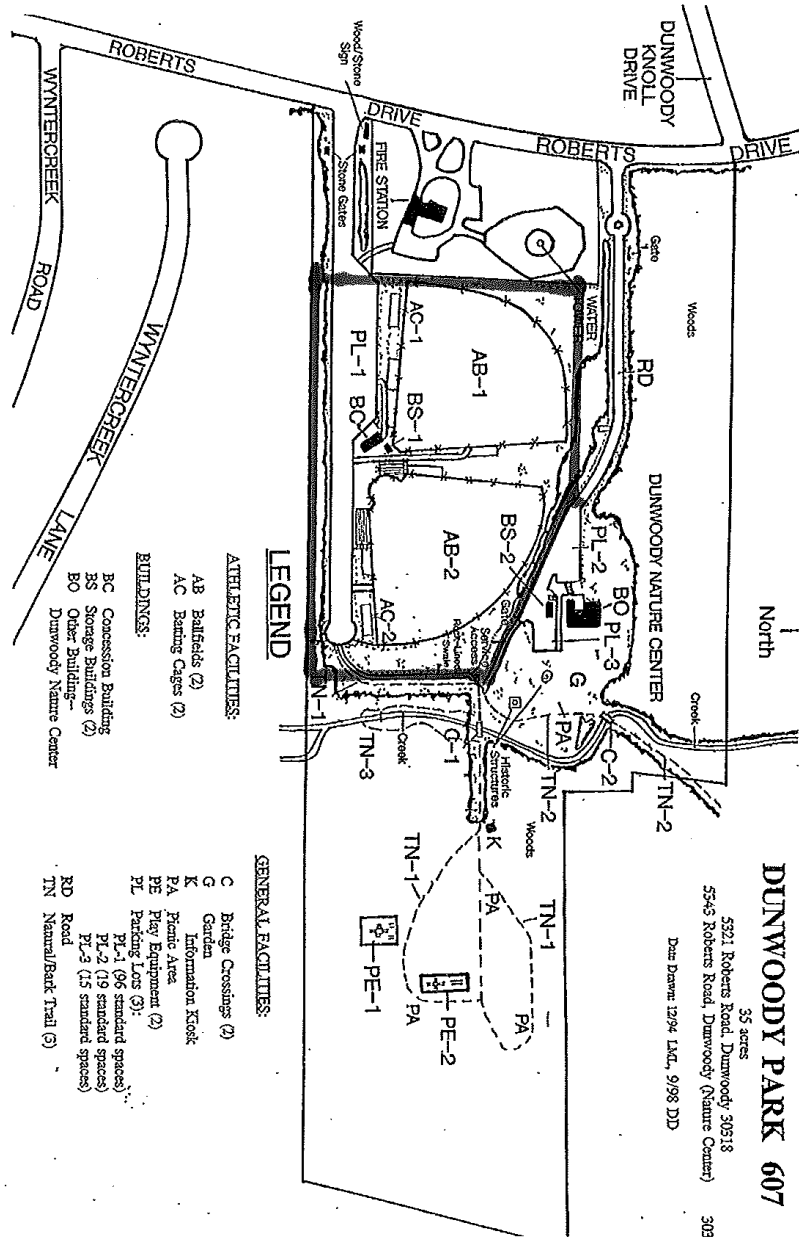 DUNWOODY PARK 607
5321 Roberts Road, Dunwoody 30518
35 acres
5343 Roberts Road, Dunwoody (Nature Center) 303
Date Drawn: 12/94 LML, 9/98 DD
North
DUNWOODY
KNOLL
DRIVE
ROBERTS
DRIVE
ROBERTS
DRIVE
WYNTERCREEK
ROAD
WYNTERCREEK
LANE
Wood/Stone
Sign
Stone Gates
FIRE STATION
WATER
TOWER
Gate
Woods
RD
DUNWOODY NATURE CENTER
Creek
AC-1
AB-1
PL-1
BS-1
BC
AB-2
BS-2
AC-2
PL-2
BO
PL-3
G
PA
C-2
TN-2
TN-2
Gate
Service
Access
Rock-Lined
Swale
TN-1
C-1
Creek
TN-3
Historic
Structures
Woods
K
TN-1
PA
TN-1
PA
PE-1
PE-2
PA
LEGEND
ATHLETIC FACILITIES:
AB Ballfields (2)
AC Batting Cages (2)
BUILDINGS:
BC Concession Building
BS Storage Buildings (2)
BO Other Building--
Dunwoody Nature Center
GENERAL FACILITIES:
C Bridge Crossings (2)
G Garden
K Information Kiosk
PA Picnic Area
PE Play Equipment (2)
PL Parking Lots (3):
PL-1 (96 standard spaces)
PL-2 (19 standard spaces)
PL-3 (15 standard spaces)
RD Road
TN Natural/Bark Trail (3)